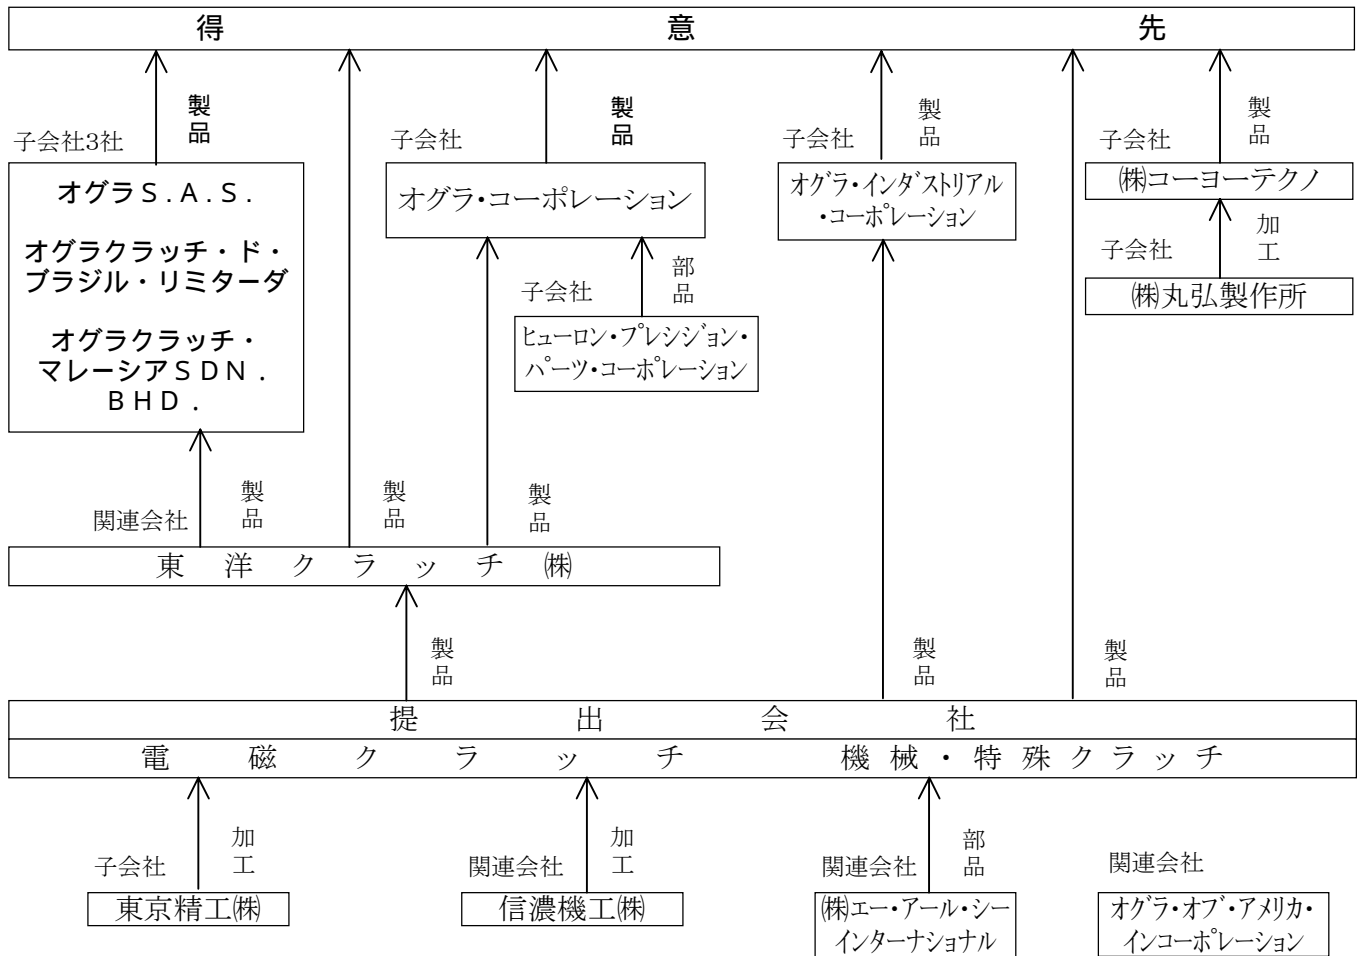 得意先
製品
製品
製品
製品
子会社3社
子会社
子会社
子会社
オグラS.A.S.
オグラクラッチ・ド・
ブラジル・リミターダ
オグラクラッチ・
マレーシアSDN.
BHD.
オグラ・コーポレーション
オグラ・インダストリアル
・コーポレーション
㈱コーヨーテクノ
子会社
加工
㈱丸弘製作所
子会社
部品
ヒューロン・プレシジョン・
パーツ・コーポレーション
関連会社
製品
製品
製品
東洋クラッチ㈱
製品
製品
製品
提出会社
電磁クラッチ 機械・特殊クラッチ
子会社
加工
関連会社
加工
関連会社
部品
関連会社
東京精工㈱
信濃機工㈱
㈱エー・アール・シー
インターナショナル
オグラ・オブ・アメリカ・
インコーポレーション